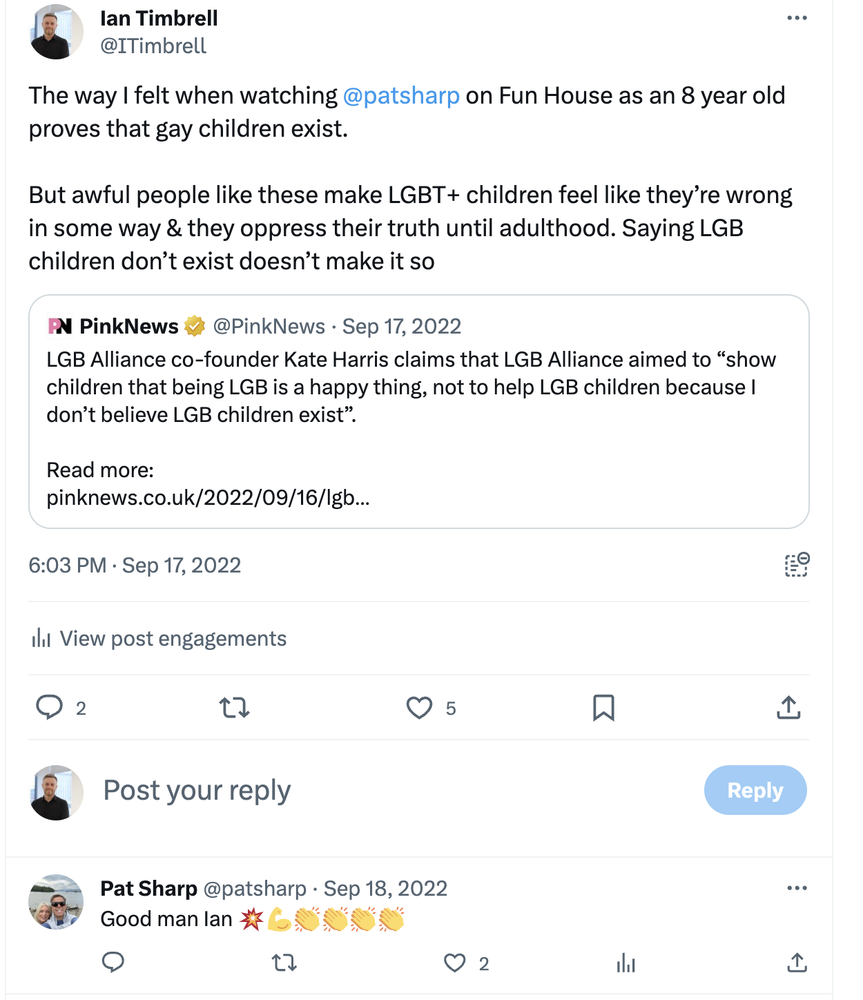 Ian Timbrell
@ITimbrell
The way I felt when watching @patsharp on Fun House as an 8 year old
proves that gay children exist.
But awful people like these make LGBT+ children feel like they’re wrong
in some way & they oppress their truth until adulthood. Saying LGB
children don’t exist doesn’t make it so
PN PinkNews @PinkNews · Sep 17, 2022
LGB Alliance co-founder Kate Harris claims that LGB Alliance aimed to “show
children that being LGB is a happy thing, not to help LGB children because I
don’t believe LGB children exist”.
Read more:
pinknews.co.uk/2022/09/16/lgb…
6:03 PM · Sep 17, 2022
View post engagements
2 5
Post your reply Reply
Pat Sharp @patsharp · Sep 18, 2022
Good man Ian 💥💪👏👏👏👏
2